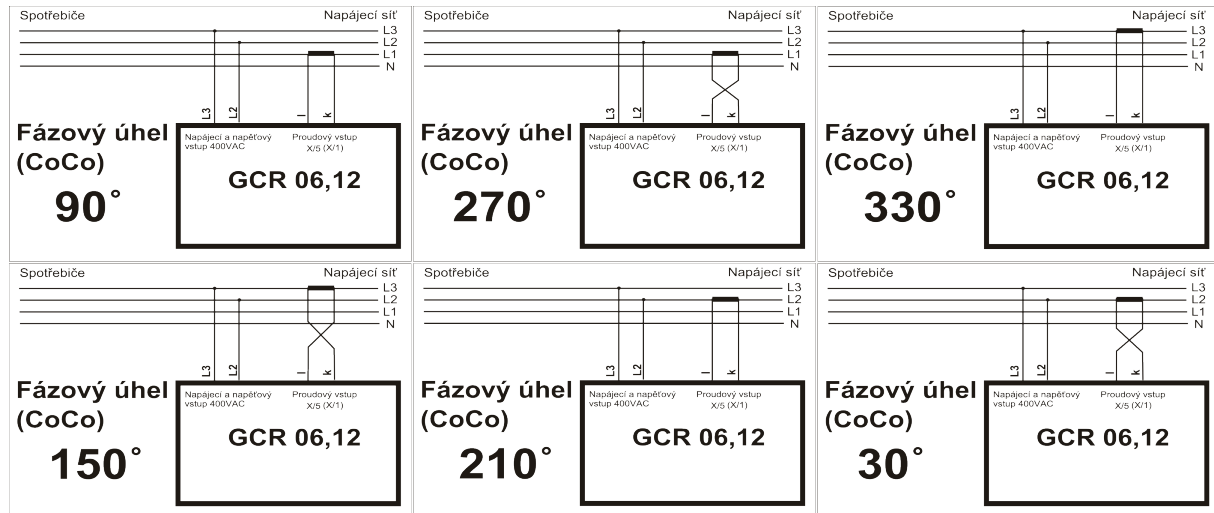 Spotřebiče Napájecí síť
L3
L2
L1
N
L3 L2 l k
Fázový úhel
(CoCo)
90°
Napájecí a napěťový
vstup 400VAC
Proudový vstup
X/5 (X/1)
GCR 06,12
Spotřebiče Napájecí síť
L3
L2
L1
N
L3 L2 l k
Fázový úhel
(CoCo)
270°
Napájecí a napěťový
vstup 400VAC
Proudový vstup
X/5 (X/1)
GCR 06,12
Spotřebiče Napájecí síť
L3
L2
L1
N
L3 L2 l k
Fázový úhel
(CoCo)
330°
Napájecí a napěťový
vstup 400VAC
Proudový vstup
X/5 (X/1)
GCR 06,12
Spotřebiče Napájecí síť
L3
L2
L1
N
L3 L2 l k
Fázový úhel
(CoCo)
150°
Napájecí a napěťový
vstup 400VAC
Proudový vstup
X/5 (X/1)
GCR 06,12
Spotřebiče Napájecí síť
L3
L2
L1
N
L3 L2 l k
Fázový úhel
(CoCo)
210°
Napájecí a napěťový
vstup 400VAC
Proudový vstup
X/5 (X/1)
GCR 06,12
Spotřebiče Napájecí síť
L3
L2
L1
N
L3 L2 l k
Fázový úhel
(CoCo)
30°
Napájecí a napěťový
vstup 400VAC
Proudový vstup
X/5 (X/1)
GCR 06,12